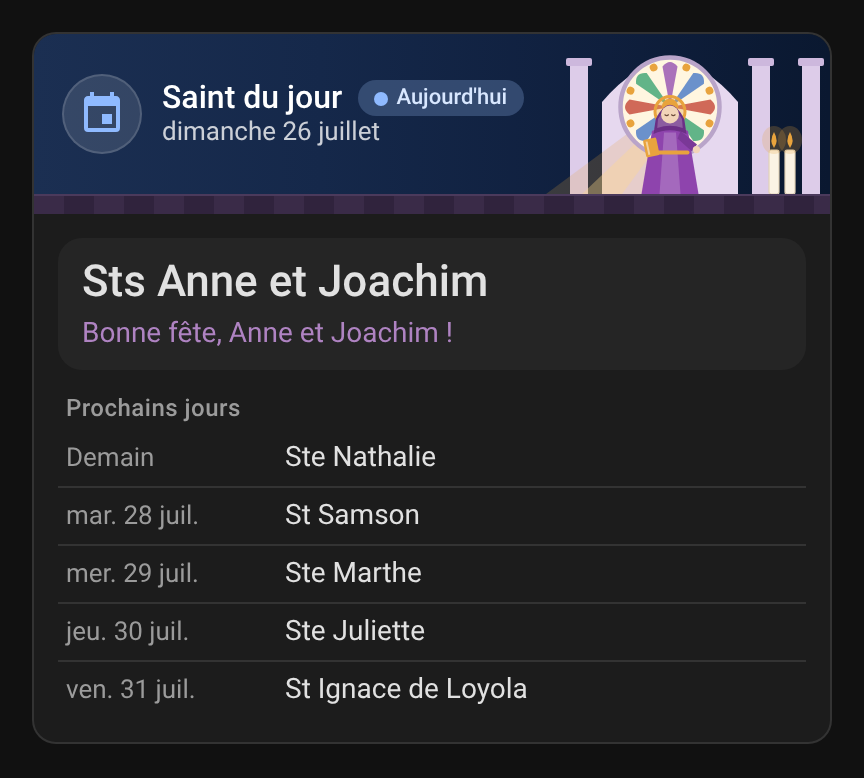 Saint du jour
Aujourd'hui
dimanche 26 juillet
Sts Anne et Joachim
Bonne fête, Anne et Joachim !
Prochains jours
Demain Ste Nathalie
mar. 28 juil. St Samson
mer. 29 juil. Ste Marthe
jeu. 30 juil. Ste Juliette
ven. 31 juil. St Ignace de Loyola